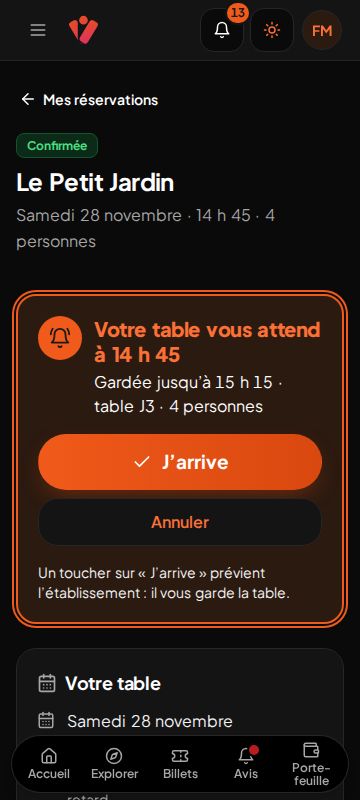 13
FM
Mes réservations
Confirmée
Le Petit Jardin
Samedi 28 novembre · 14 h 45 · 4
personnes
Votre table vous attend
à 14 h 45
Gardée jusqu'à 15 h 15 ·
table J3 · 4 personnes
J'arrive
Annuler
Un toucher sur « J'arrive » prévient
l'établissement : il vous garde la table.
Votre table
Samedi 28 novembre
Accueil
Explorer
Billets
Avis
Porte-
feuille
retard